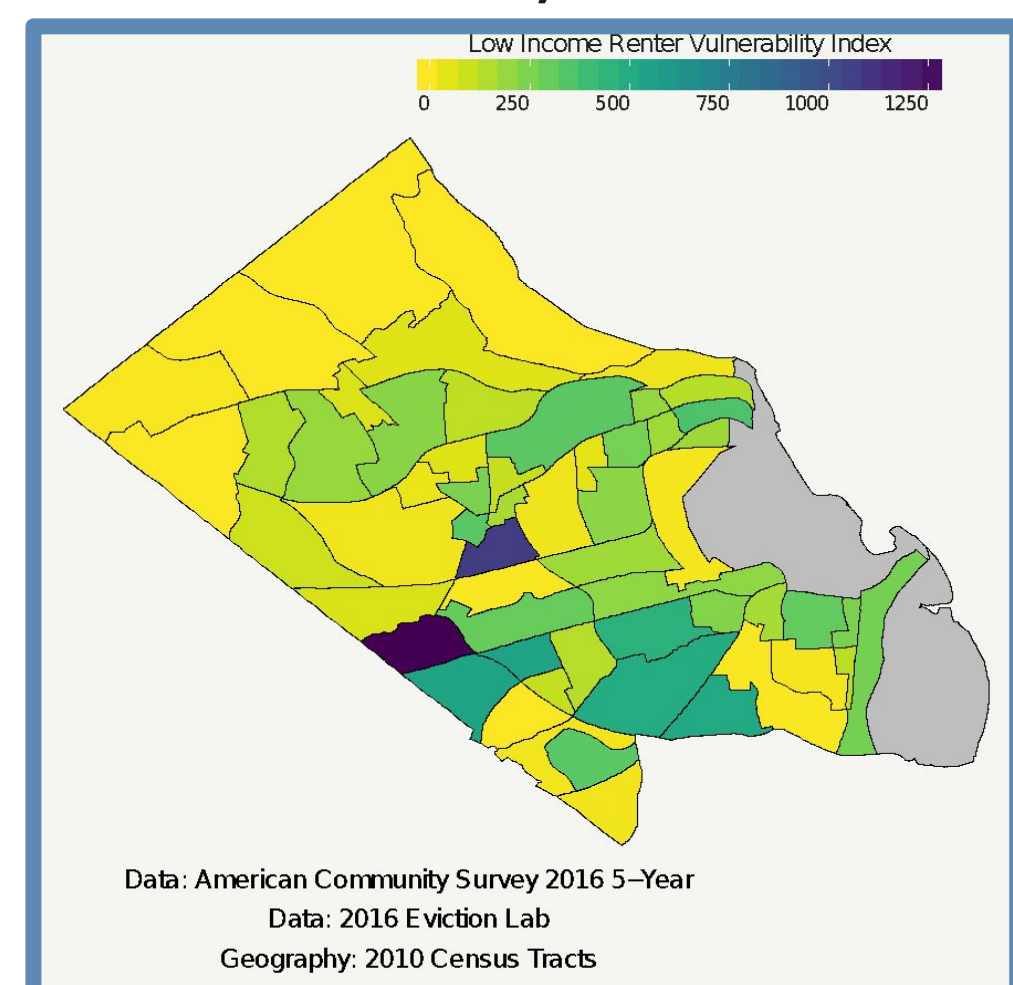 Low Income Renter Vulnerability Index
0 250 500 750 1000 1250
Data: American Community Survey 2016 5–Year
Data: 2016 Eviction Lab
Geography: 2010 Census Tracts